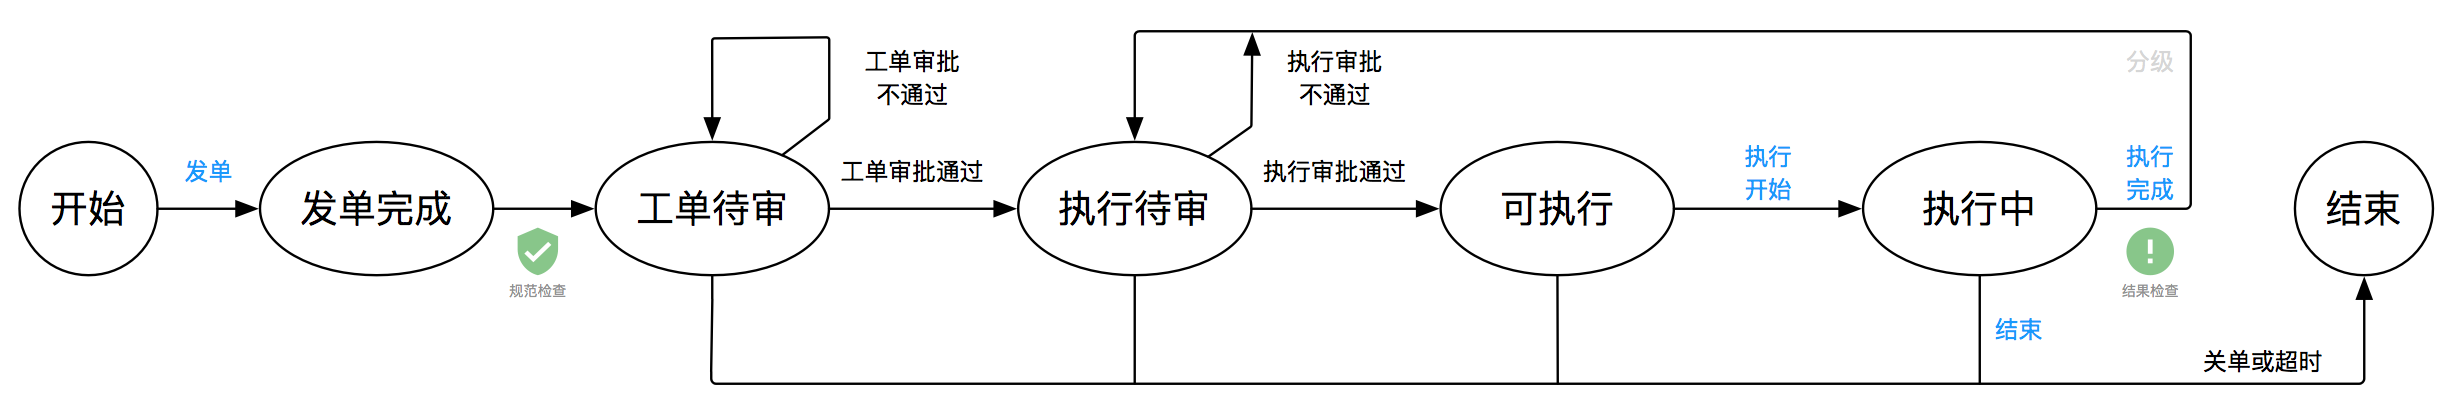 开始
发单
发单完成
规范检查
工单待审
工单审批
不通过
工单审批通过
执行待审
执行审批
不通过
执行审批通过
可执行
执行
开始
执行中
分级
执行
完成
结果检查
结束
关单或超时
结束